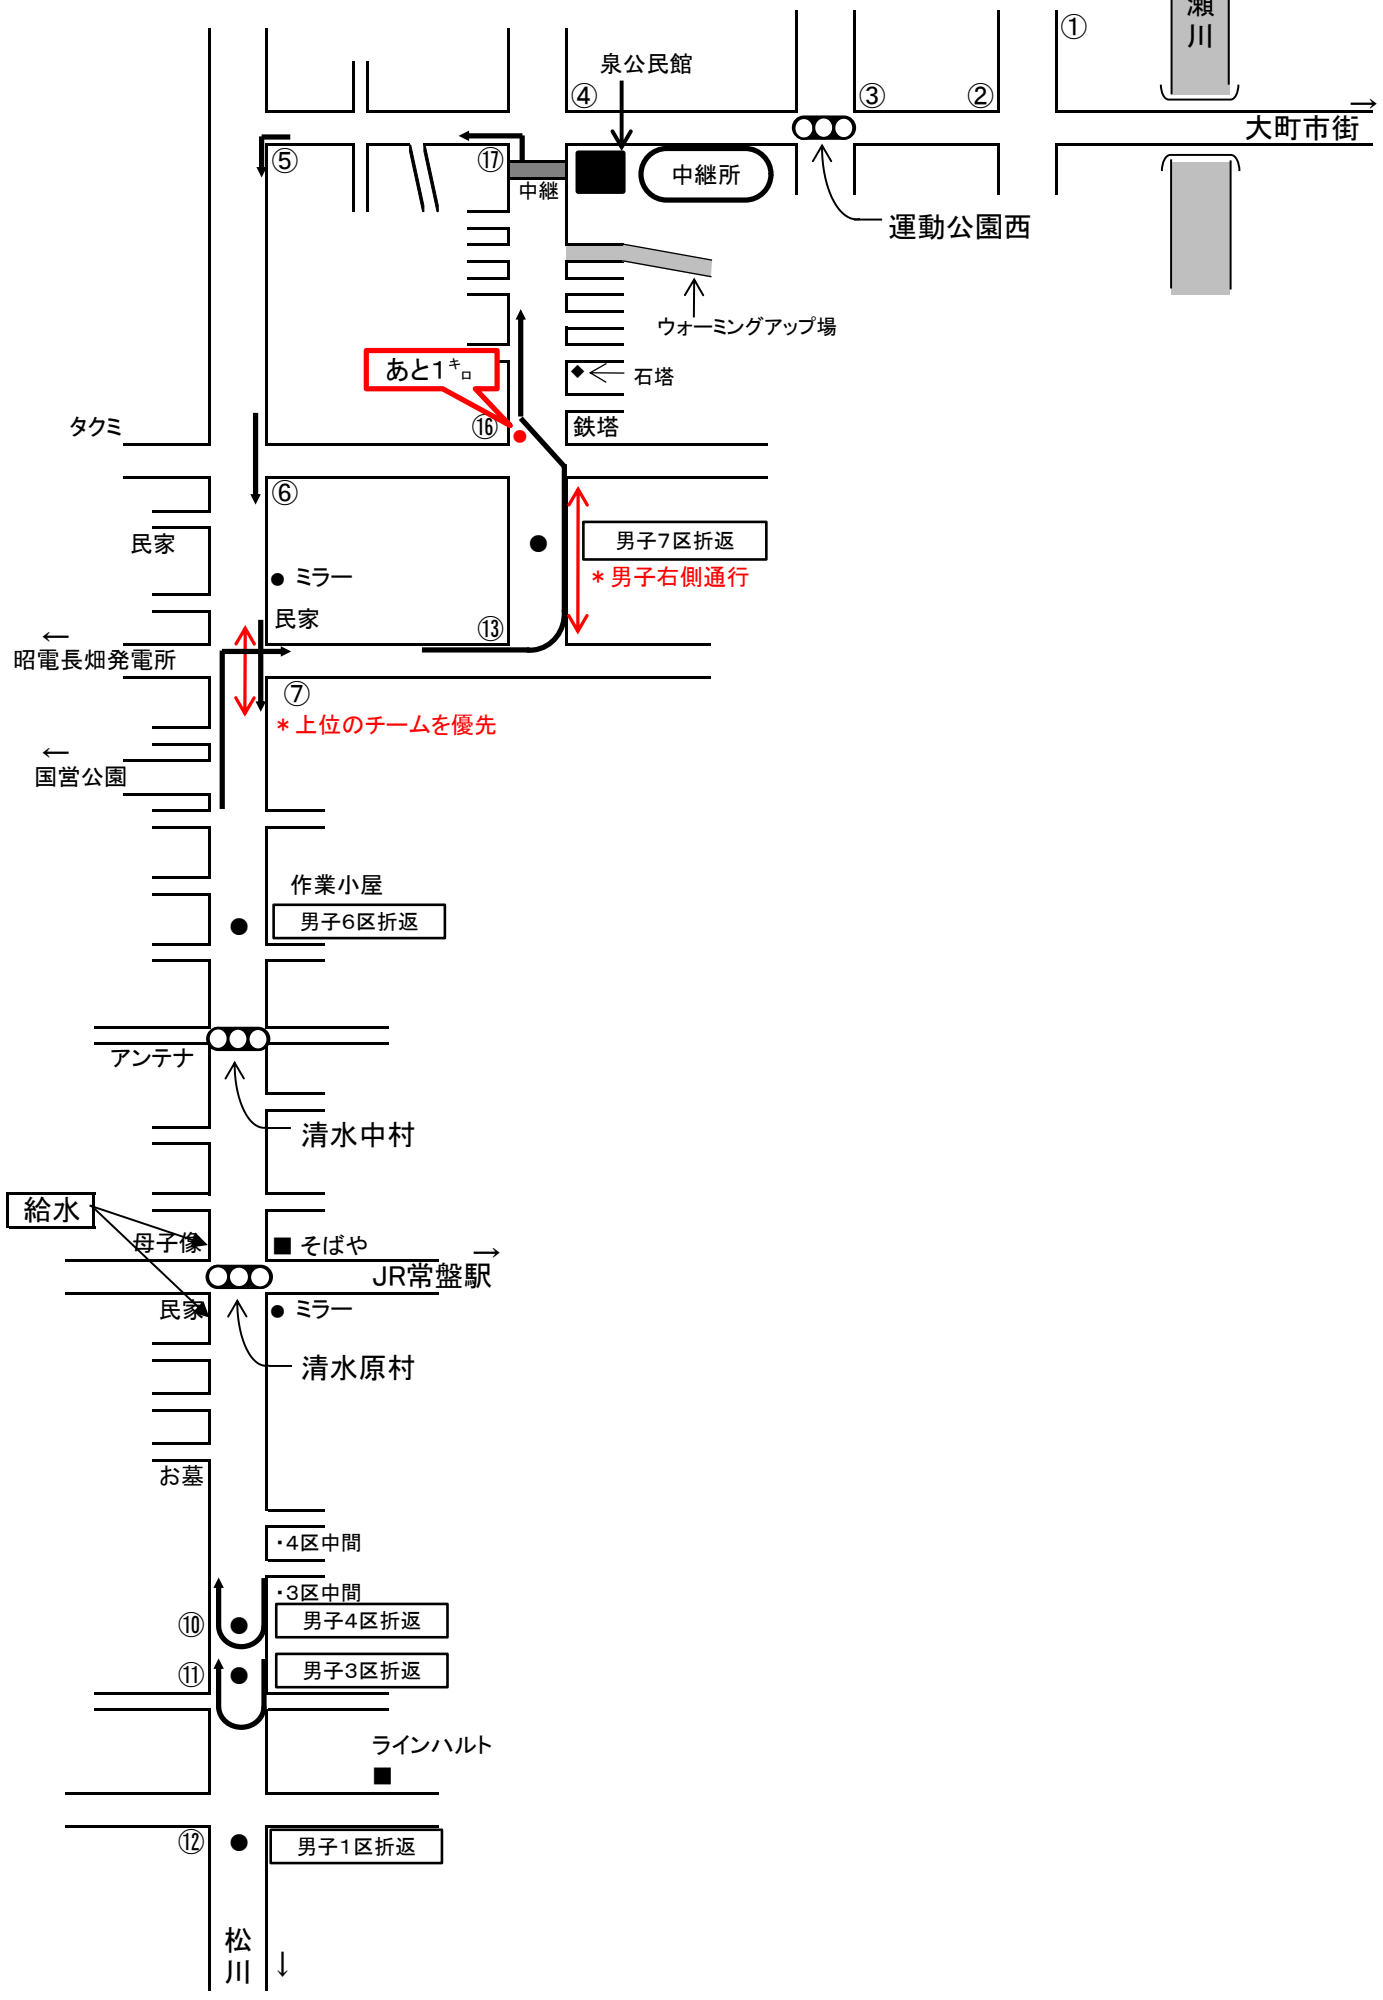 瀬川
①
泉公民館
④
③
②
→
大町市街
⑤
⑰
中継
中継所
運動公園西
ウォーミングアップ場
あと1㌔
石塔
タクミ
⑯
鉄塔
⑥
民家
男子7区折返
ミラー
＊男子右側通行
民家
⑬
←
昭電長畑発電所
⑦
＊上位のチームを優先
←
国営公園
作業小屋
男子6区折返
アンテナ
清水中村
給水
母子像
そばや
→
JR常盤駅
民家
ミラー
清水原村
お墓
・4区中間
・3区中間
⑩
男子4区折返
⑪
男子3区折返
ラインハルト
⑫
男子1区折返
松川
↓